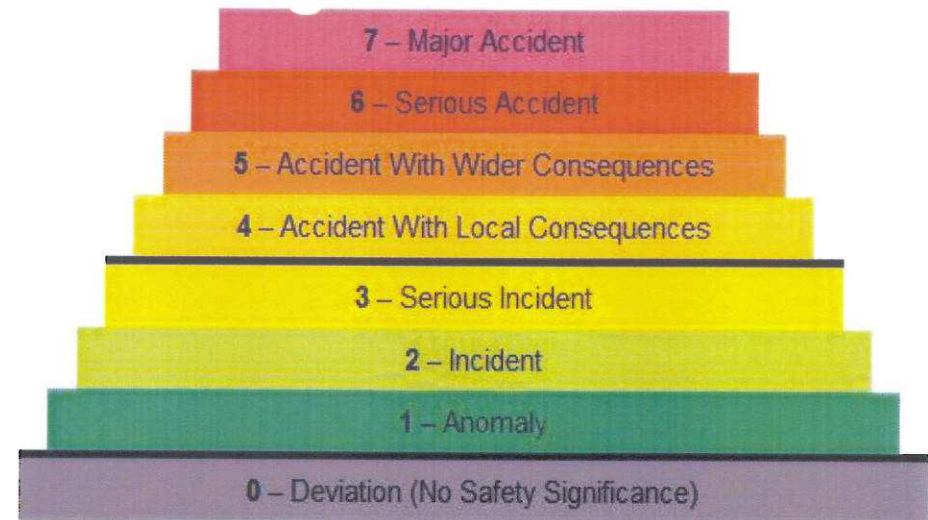 7 – Major Accident
6 – Serious Accident
5 – Accident With Wider Consequences
4 – Accident With Local Consequences
3 – Serious Incident
2 – Incident
1 – Anomaly
0 – Deviation (No Safety Significance)